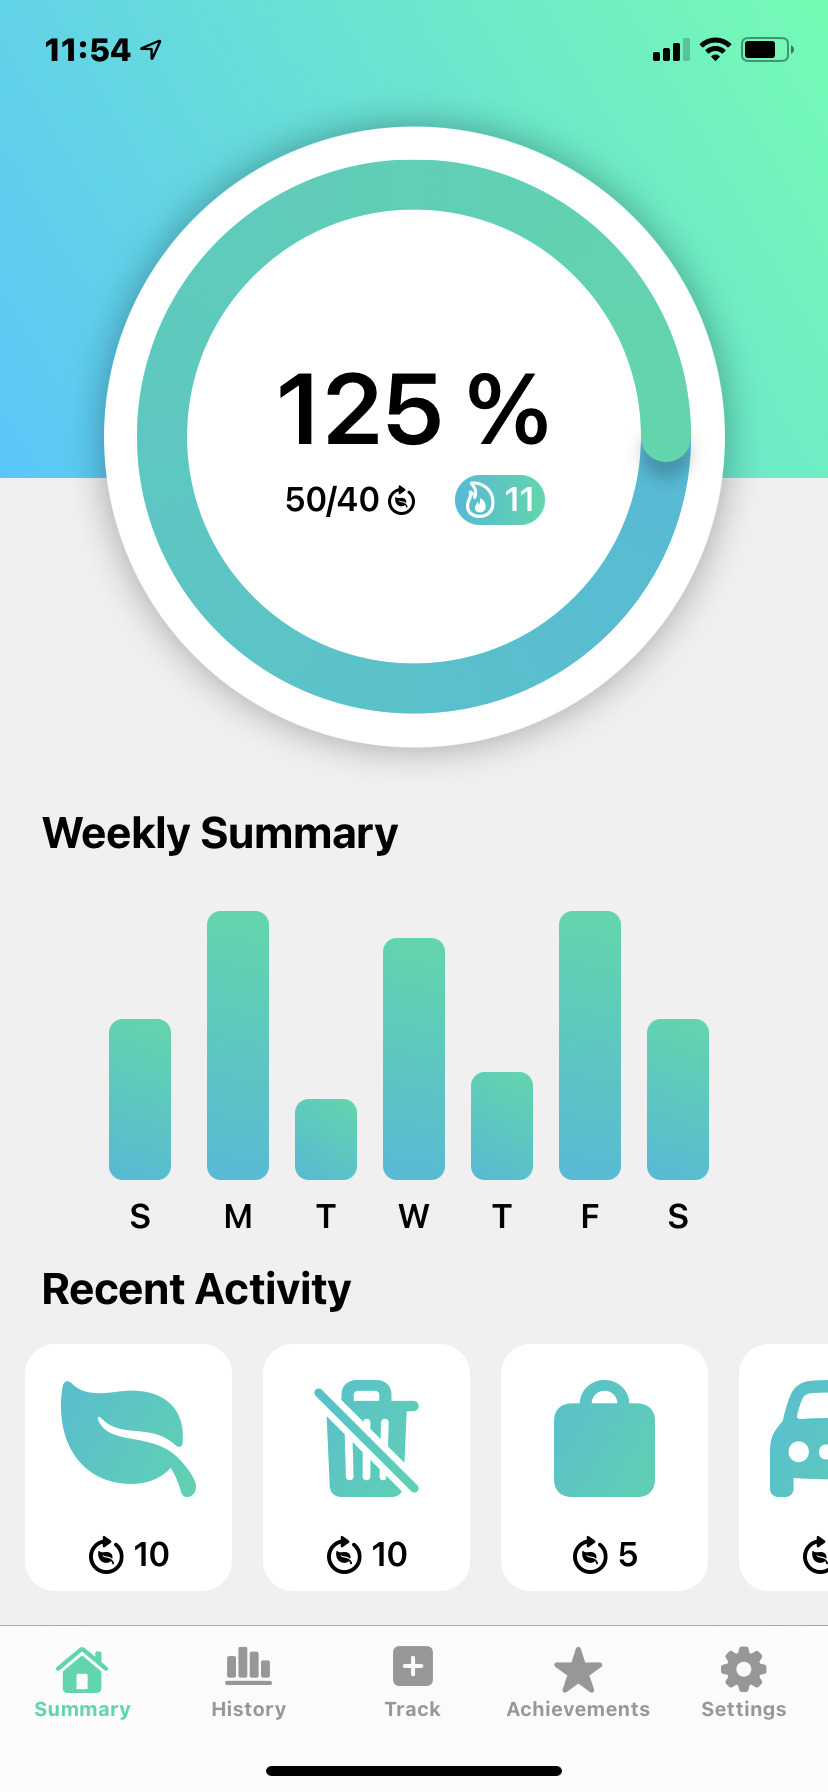 11:54
125 %
50/40 11
Weekly Summary
S M T W T F S
Recent Activity
10 10 5
Summary History Track Achievements Settings